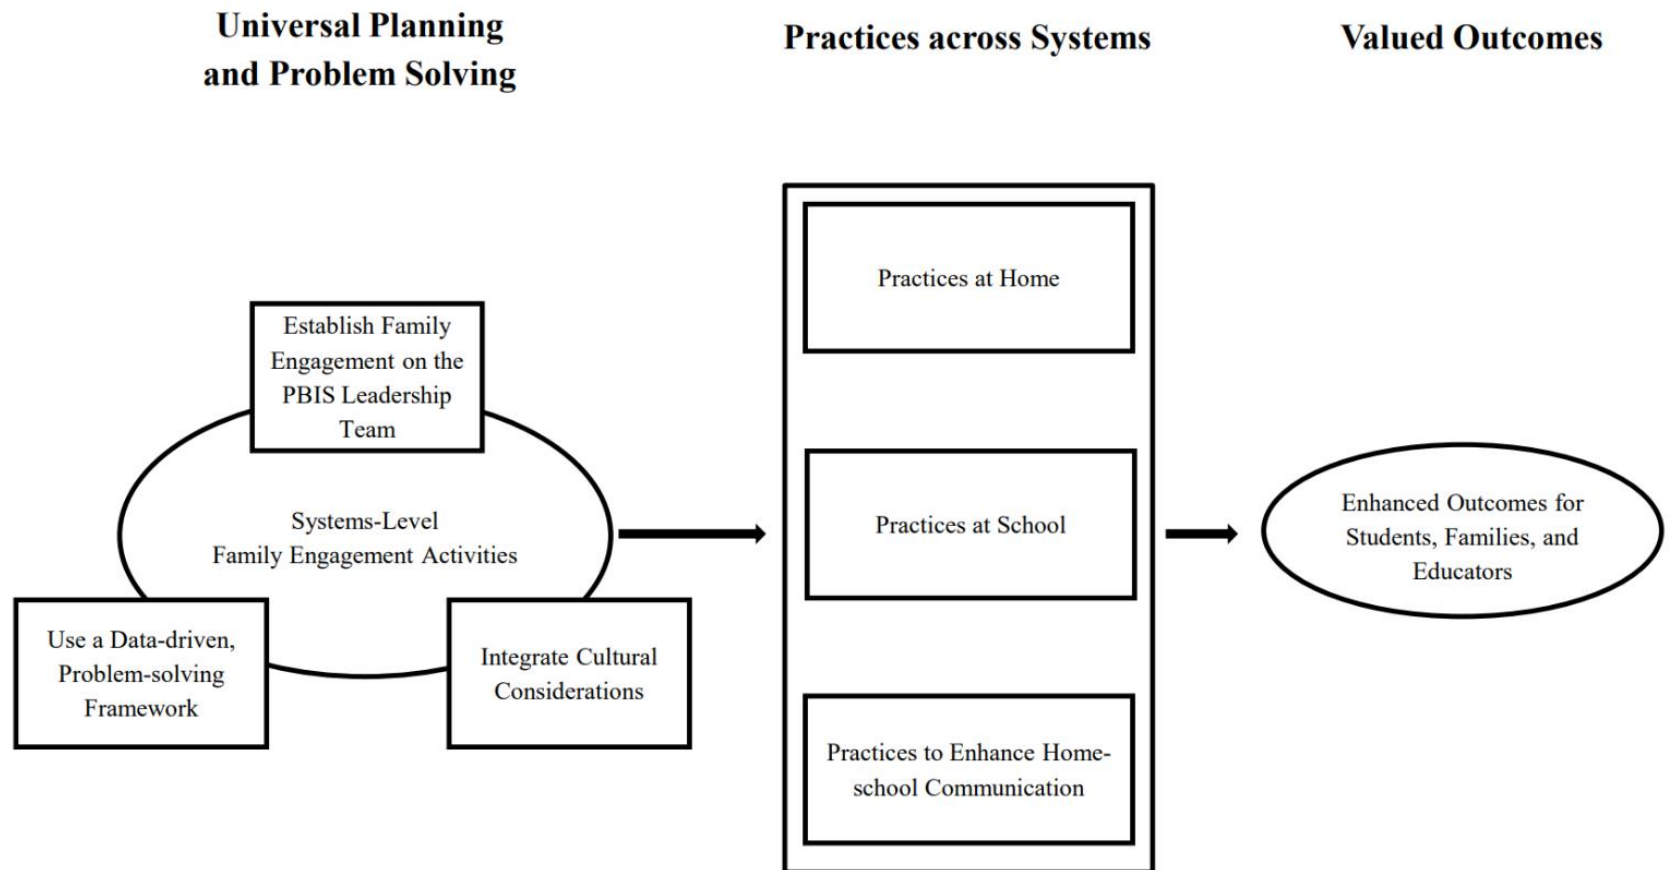 Universal Planning
and Problem Solving
Practices across Systems
Valued Outcomes
Establish Family
Engagement on the
PBIS Leadership
Team
Systems-Level
Family Engagement Activities
Use a Data-driven,
Problem-solving
Framework
Integrate Cultural
Considerations
Practices at Home
Practices at School
Practices to Enhance Home-
school Communication
Enhanced Outcomes for
Students, Families, and
Educators